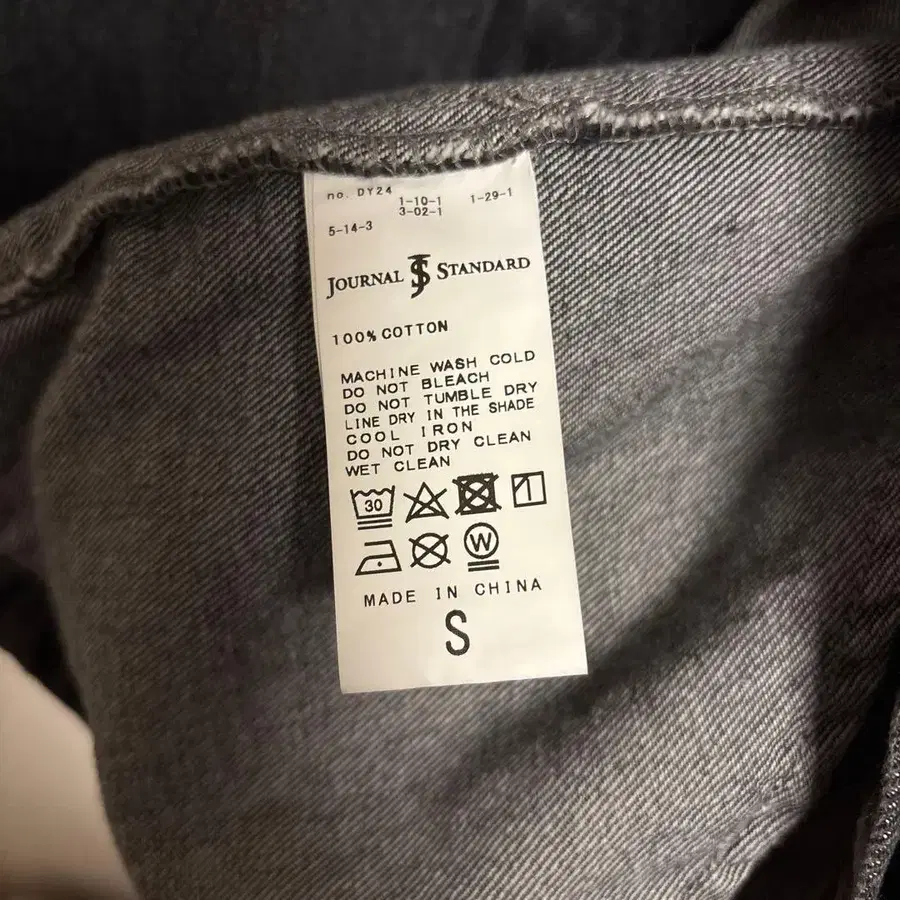 no. DY24 1-10-1 1-29-1
3-02-1
5-14-3
JOURNAL JS STANDARD
100% COTTON
MACHINE WASH COLD
DO NOT BLEACH
DO NOT TUMBLE DRY
LINE DRY IN THE SHADE
COOL IRON
DO NOT DRY CLEAN
WET CLEAN
30
W
MADE IN CHINA
S